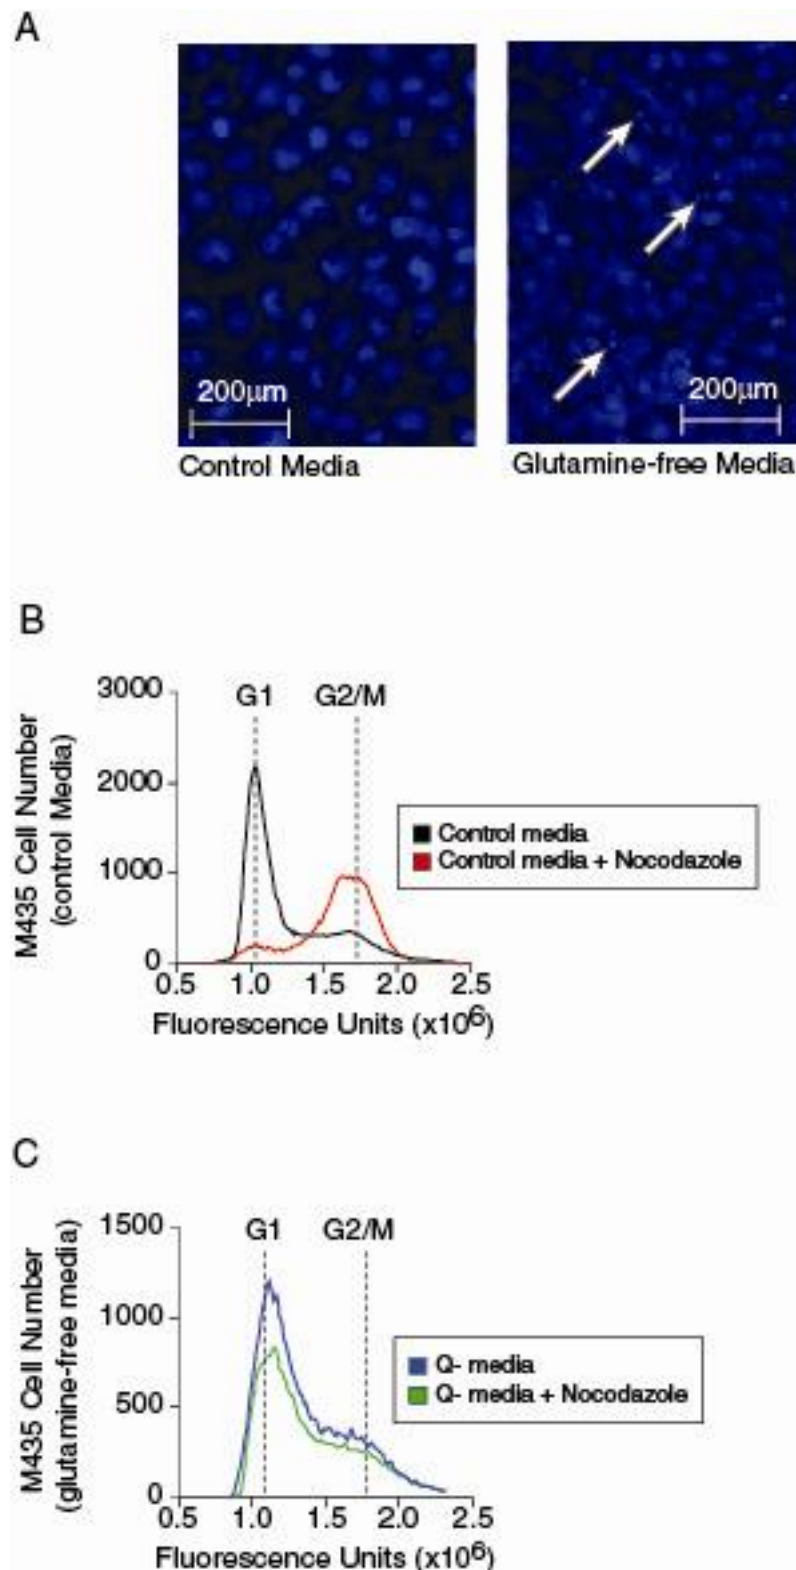 A
200μm
200μm
Control Media
Glutamine-free Media
B
M435 Cell Number
(control Media)
3000
2000
1000
0
G1
G2/M
Control media
Control media + Nocodazole
0.5
1.0
1.5
2.0
2.5
Fluorescence Units (x10⁶)
C
M435 Cell Number
(glutamine-free media)
1500
1000
500
0
G1
G2/M
Q- media
Q- media + Nocodazole
0.5
1.0
1.5
2.0
2.5
Fluorescence Units (x10⁶)